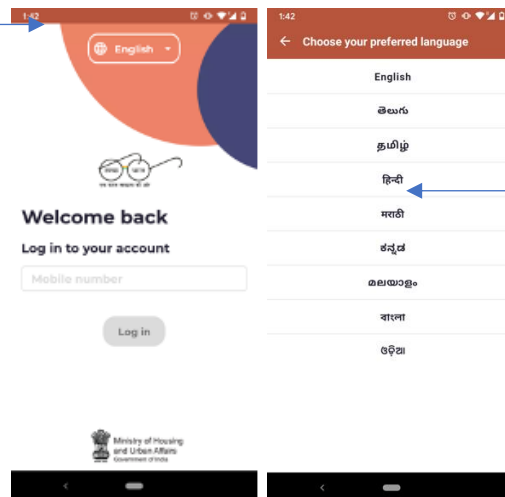 1:42
English
Welcome back
Log in to your account
Mobile number
Log in
Ministry of Housing
and Urban Affairs
Government of India
1:42
Choose your preferred language
English
తెలుగు
தமிழ்
हिन्दी
मराठी
ಕನ್ನಡ
മലയാളം
বাংলা
ଓଡ଼ିଆ